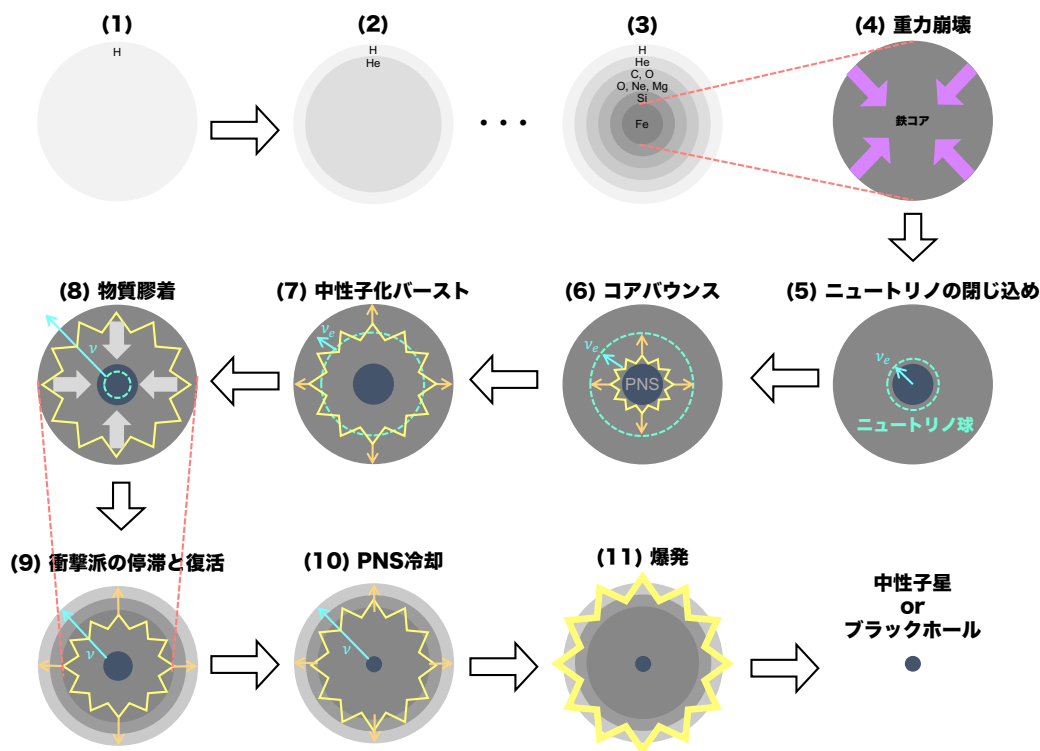 (1)
H
(2)
H
He
・・・
(3)
H
He
C, O
O, Ne, Mg
Si
Fe
(4) 重力崩壊
鉄コア
(8) 物質膠着
ν
(7) 中性子化バースト
νe
(6) コアバウンス
νe
PNS
(5) ニュートリノの閉じ込め
νe
ニュートリノ球
(9) 衝撃派の停滞と復活
ν
(10) PNS冷却
ν
(11) 爆発
中性子星
or
ブラックホール